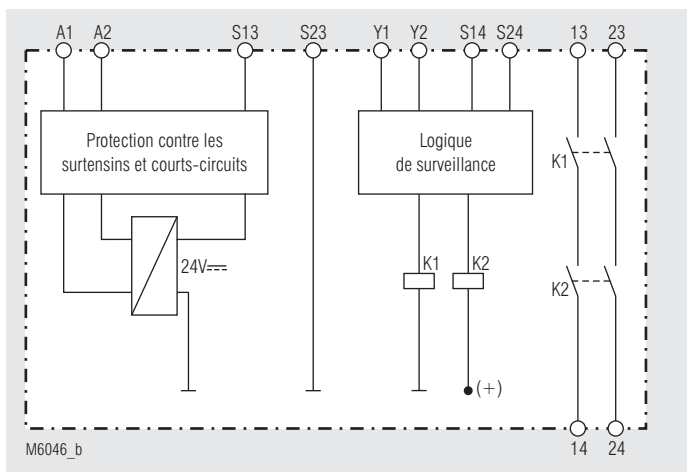 A1 A2 S13 S23 Y1 Y2 S14 S24 13 23
Protection contre les
surtensins et courts-circuits
Logique
de surveillance
K1
24V
K1 K2
K2
(+)
M6046_b
14 24